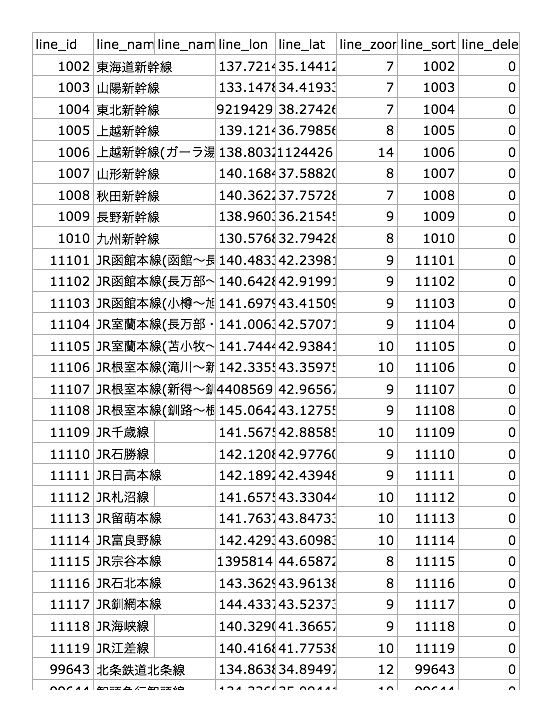 line_id line_nam line_nam line_lon line_lat line_zoor line_sort line_dele
1002 東海道新幹線 137.7214 35.14412 7 1002 0
1003 山陽新幹線 133.1478 34.41933 7 1003 0
1004 東北新幹線 9219429 38.27426 7 1004 0
1005 上越新幹線 139.1214 36.79856 8 1005 0
1006 上越新幹線(ガーラ湯 138.8032 1124426 14 1006 0
1007 山形新幹線 140.1684 37.58820 8 1007 0
1008 秋田新幹線 140.3622 37.75728 7 1008 0
1009 長野新幹線 138.9603 36.21545 9 1009 0
1010 九州新幹線 130.5768 32.79428 8 1010 0
11101 JR函館本線(函館～長 140.4833 42.23981 9 11101 0
11102 JR函館本線(長万部～ 140.6428 42.91991 9 11102 0
11103 JR函館本線(小樽～旭 141.6979 43.41509 9 11103 0
11104 JR室蘭本線(長万部・ 141.0063 42.57071 9 11104 0
11105 JR室蘭本線(苫小牧～ 141.7444 42.93841 10 11105 0
11106 JR根室本線(滝川～新 142.3355 43.35975 10 11106 0
11107 JR根室本線(新得～釧 4408569 42.96567 9 11107 0
11108 JR根室本線(釧路～根 145.0642 43.12755 9 11108 0
11109 JR千歳線 141.5675 42.88585 10 11109 0
11110 JR石勝線 142.1208 42.97760 9 11110 0
11111 JR日高本線 142.1892 42.43948 9 11111 0
11112 JR札沼線 141.6575 43.33044 10 11112 0
11113 JR留萌本線 141.7637 43.84733 10 11113 0
11114 JR富良野線 142.4293 43.60983 10 11114 0
11115 JR宗谷本線 1395814 44.65872 8 11115 0
11116 JR石北本線 143.3629 43.96138 8 11116 0
11117 JR釧網本線 144.4337 43.52373 9 11117 0
11118 JR海峡線 140.3290 41.36657 9 11118 0
11119 JR江差線 140.4168 41.77538 10 11119 0
99643 北条鉄道北条線 134.8638 34.89497 12 99643 0